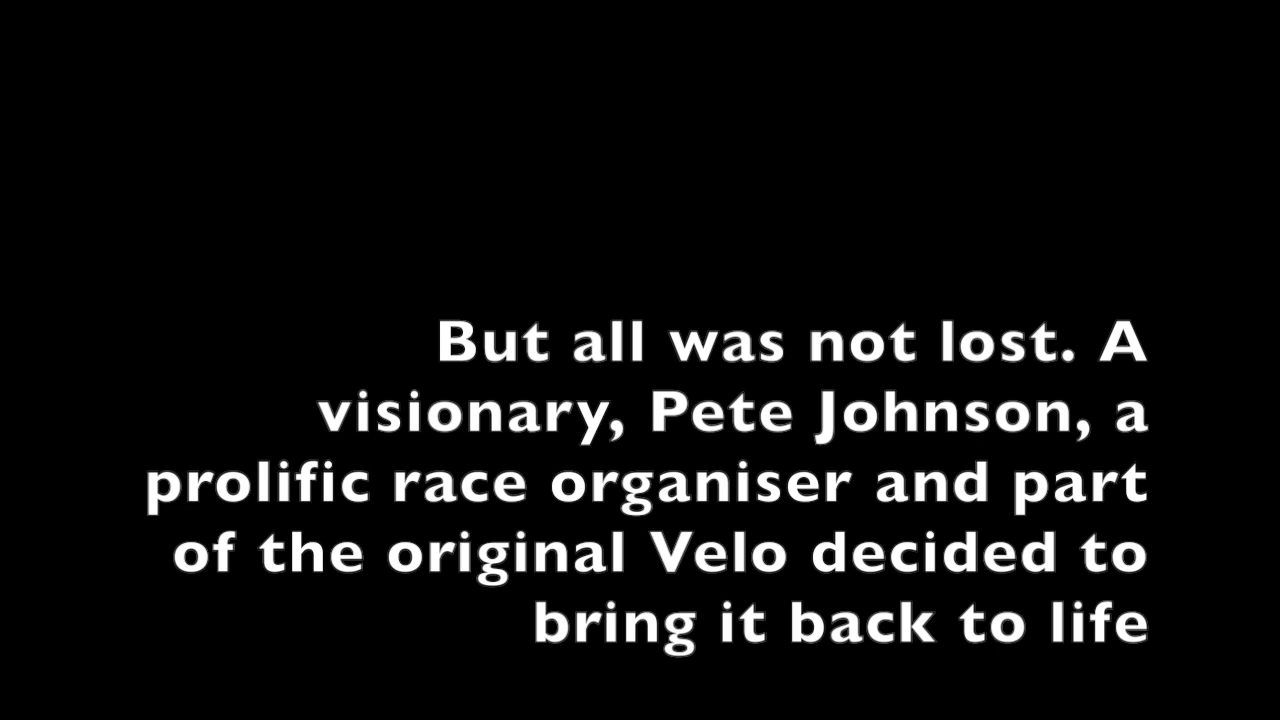 But all was not lost. A
visionary, Pete Johnson, a
prolific race organiser and part
of the original Velo decided to
bring it back to life